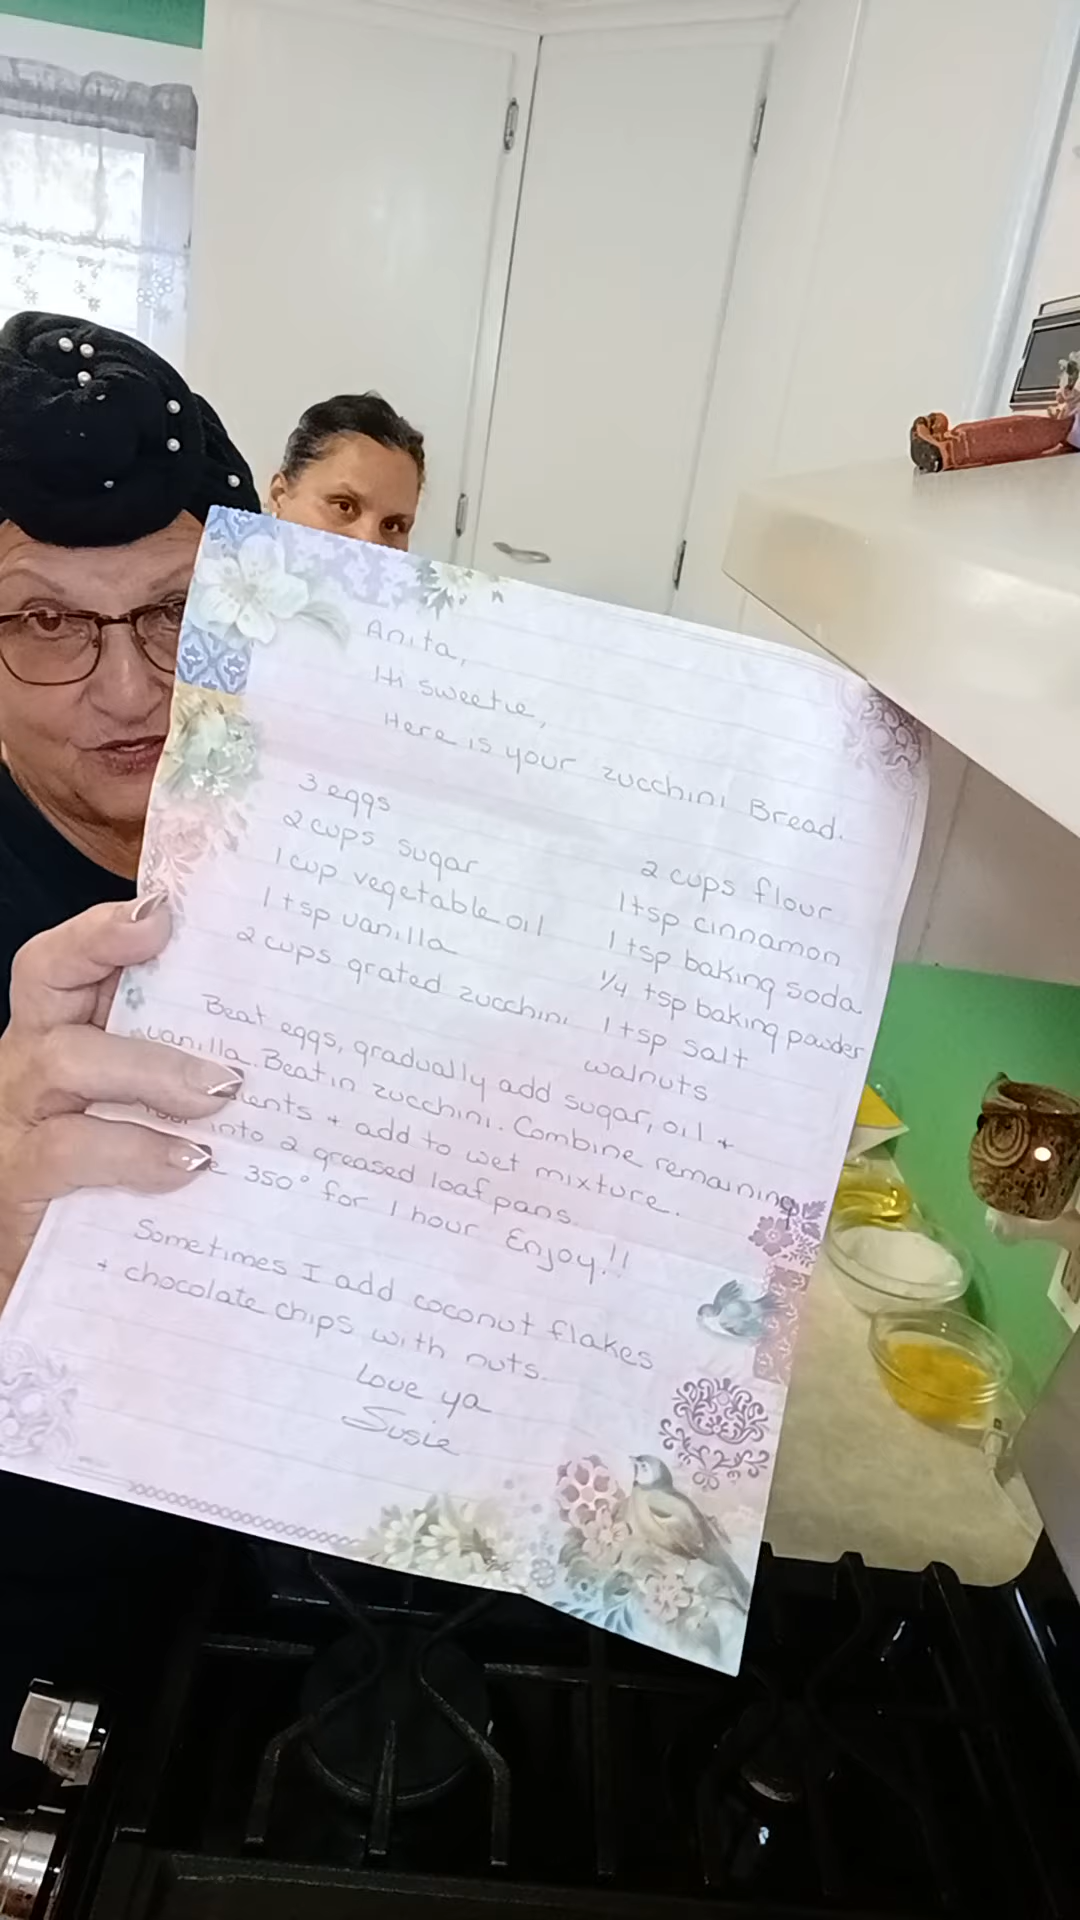 Anita,
Hi sweetie,
Here is your zucchini Bread.
3 eggs
2 cups sugar
1 cup vegetable oil
1 tsp vanilla
2 cups grated zucchini
2 cups flour
1 tsp cinnamon
1 tsp baking soda
1/4 tsp baking powder
1 tsp salt
walnuts
Beat eggs, gradually add sugar, oil +
vanilla. Beat in zucchini. Combine remaining
+ add to wet mixture.
into 2 greased loaf pans.
350° for 1 hour Enjoy!!
Sometimes I add coconut flakes
+ chocolate chips with nuts.
Love ya
Susie